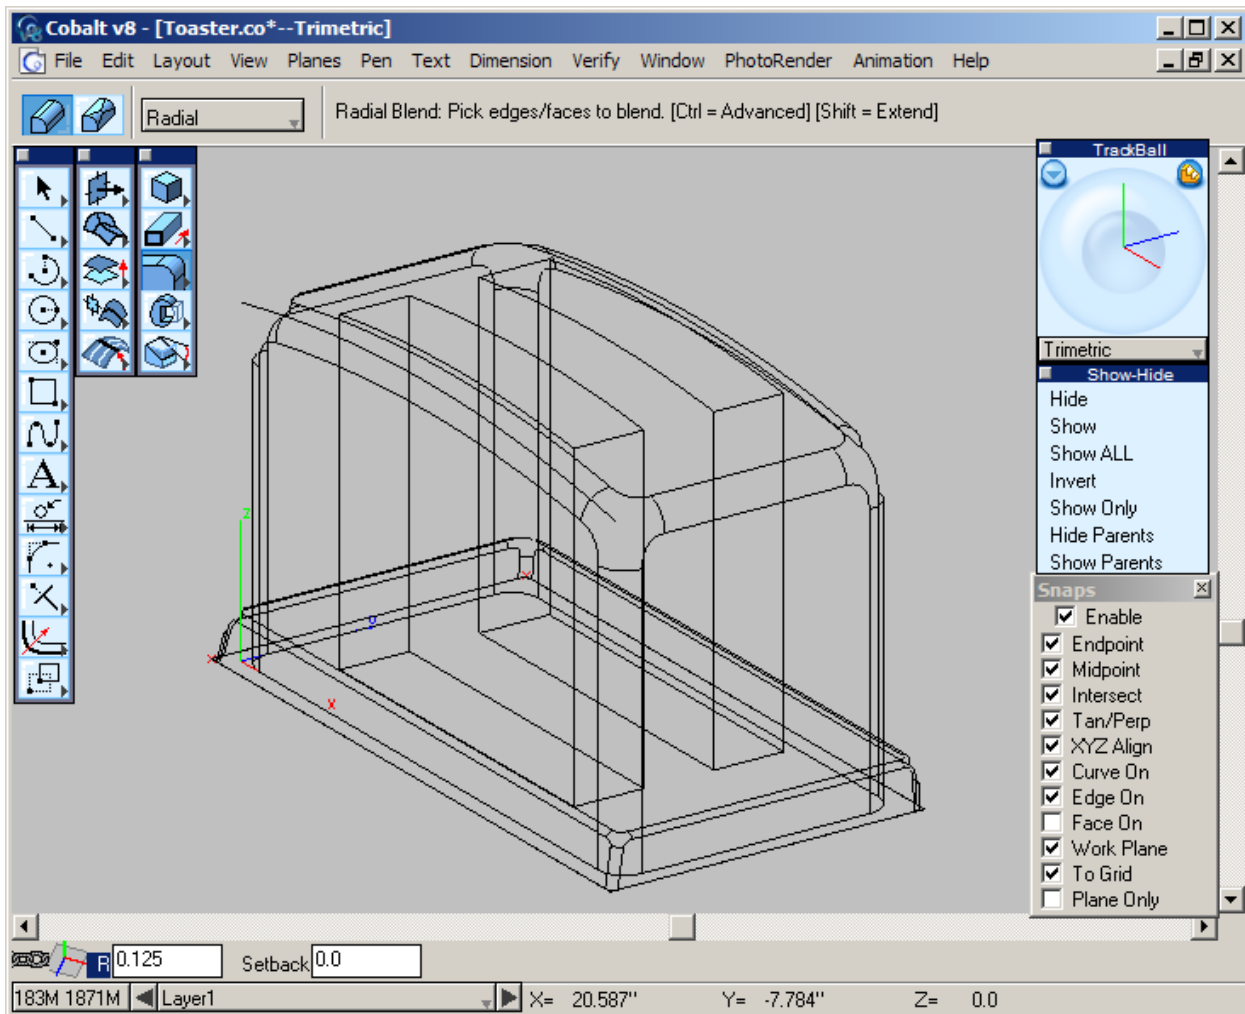 Cobalt v8 - [Toaster.co*--Trimetric]
File Edit Layout View Planes Pen Text Dimension Verify Window PhotoRender Animation Help
Radial
Radial Blend: Pick edges/faces to blend. [Ctrl = Advanced] [Shift = Extend]
TrackBall
Trimetric
Show-Hide
Hide
Show
Show ALL
Invert
Show Only
Hide Parents
Show Parents
Snaps
Enable
Endpoint
Midpoint
Intersect
Tan/Perp
XYZ Align
Curve On
Edge On
Face On
Work Plane
To Grid
Plane Only
A
z
x
R 0.125 Setback 0.0
183M 1871M Layer1 X= 20.587'' Y= -7.784'' Z= 0.0